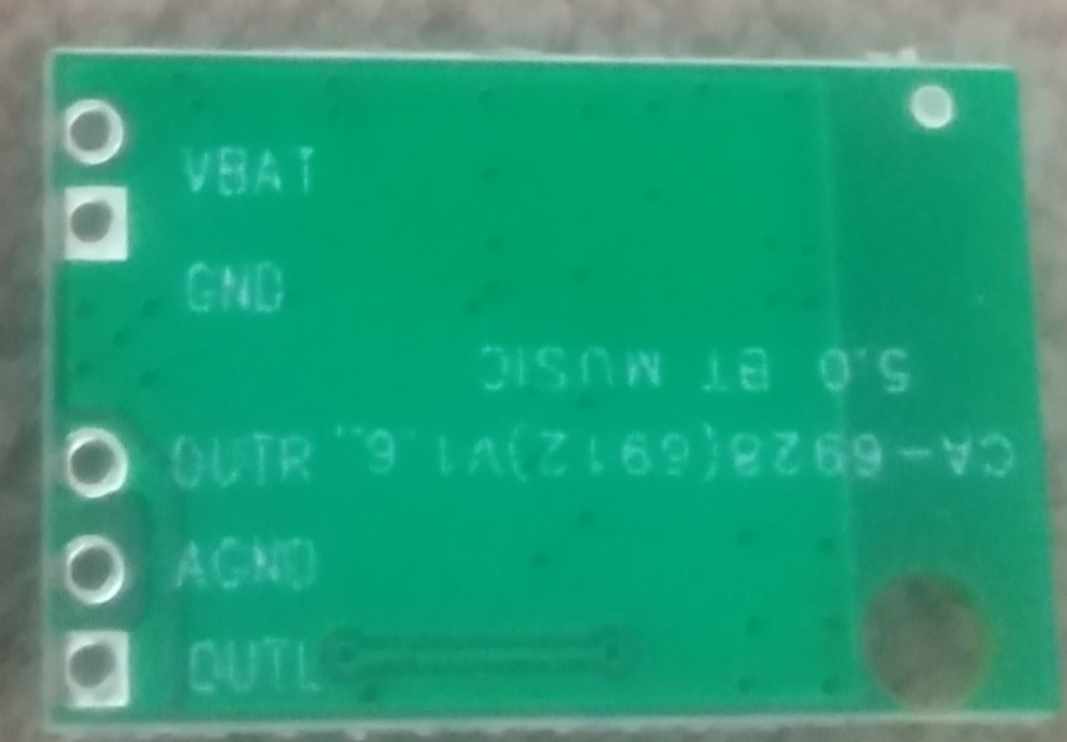 VBAT
GND
5.0 BT MUSIC
CA-6928(6912)V1.6
OUTR
AGND
OUTL